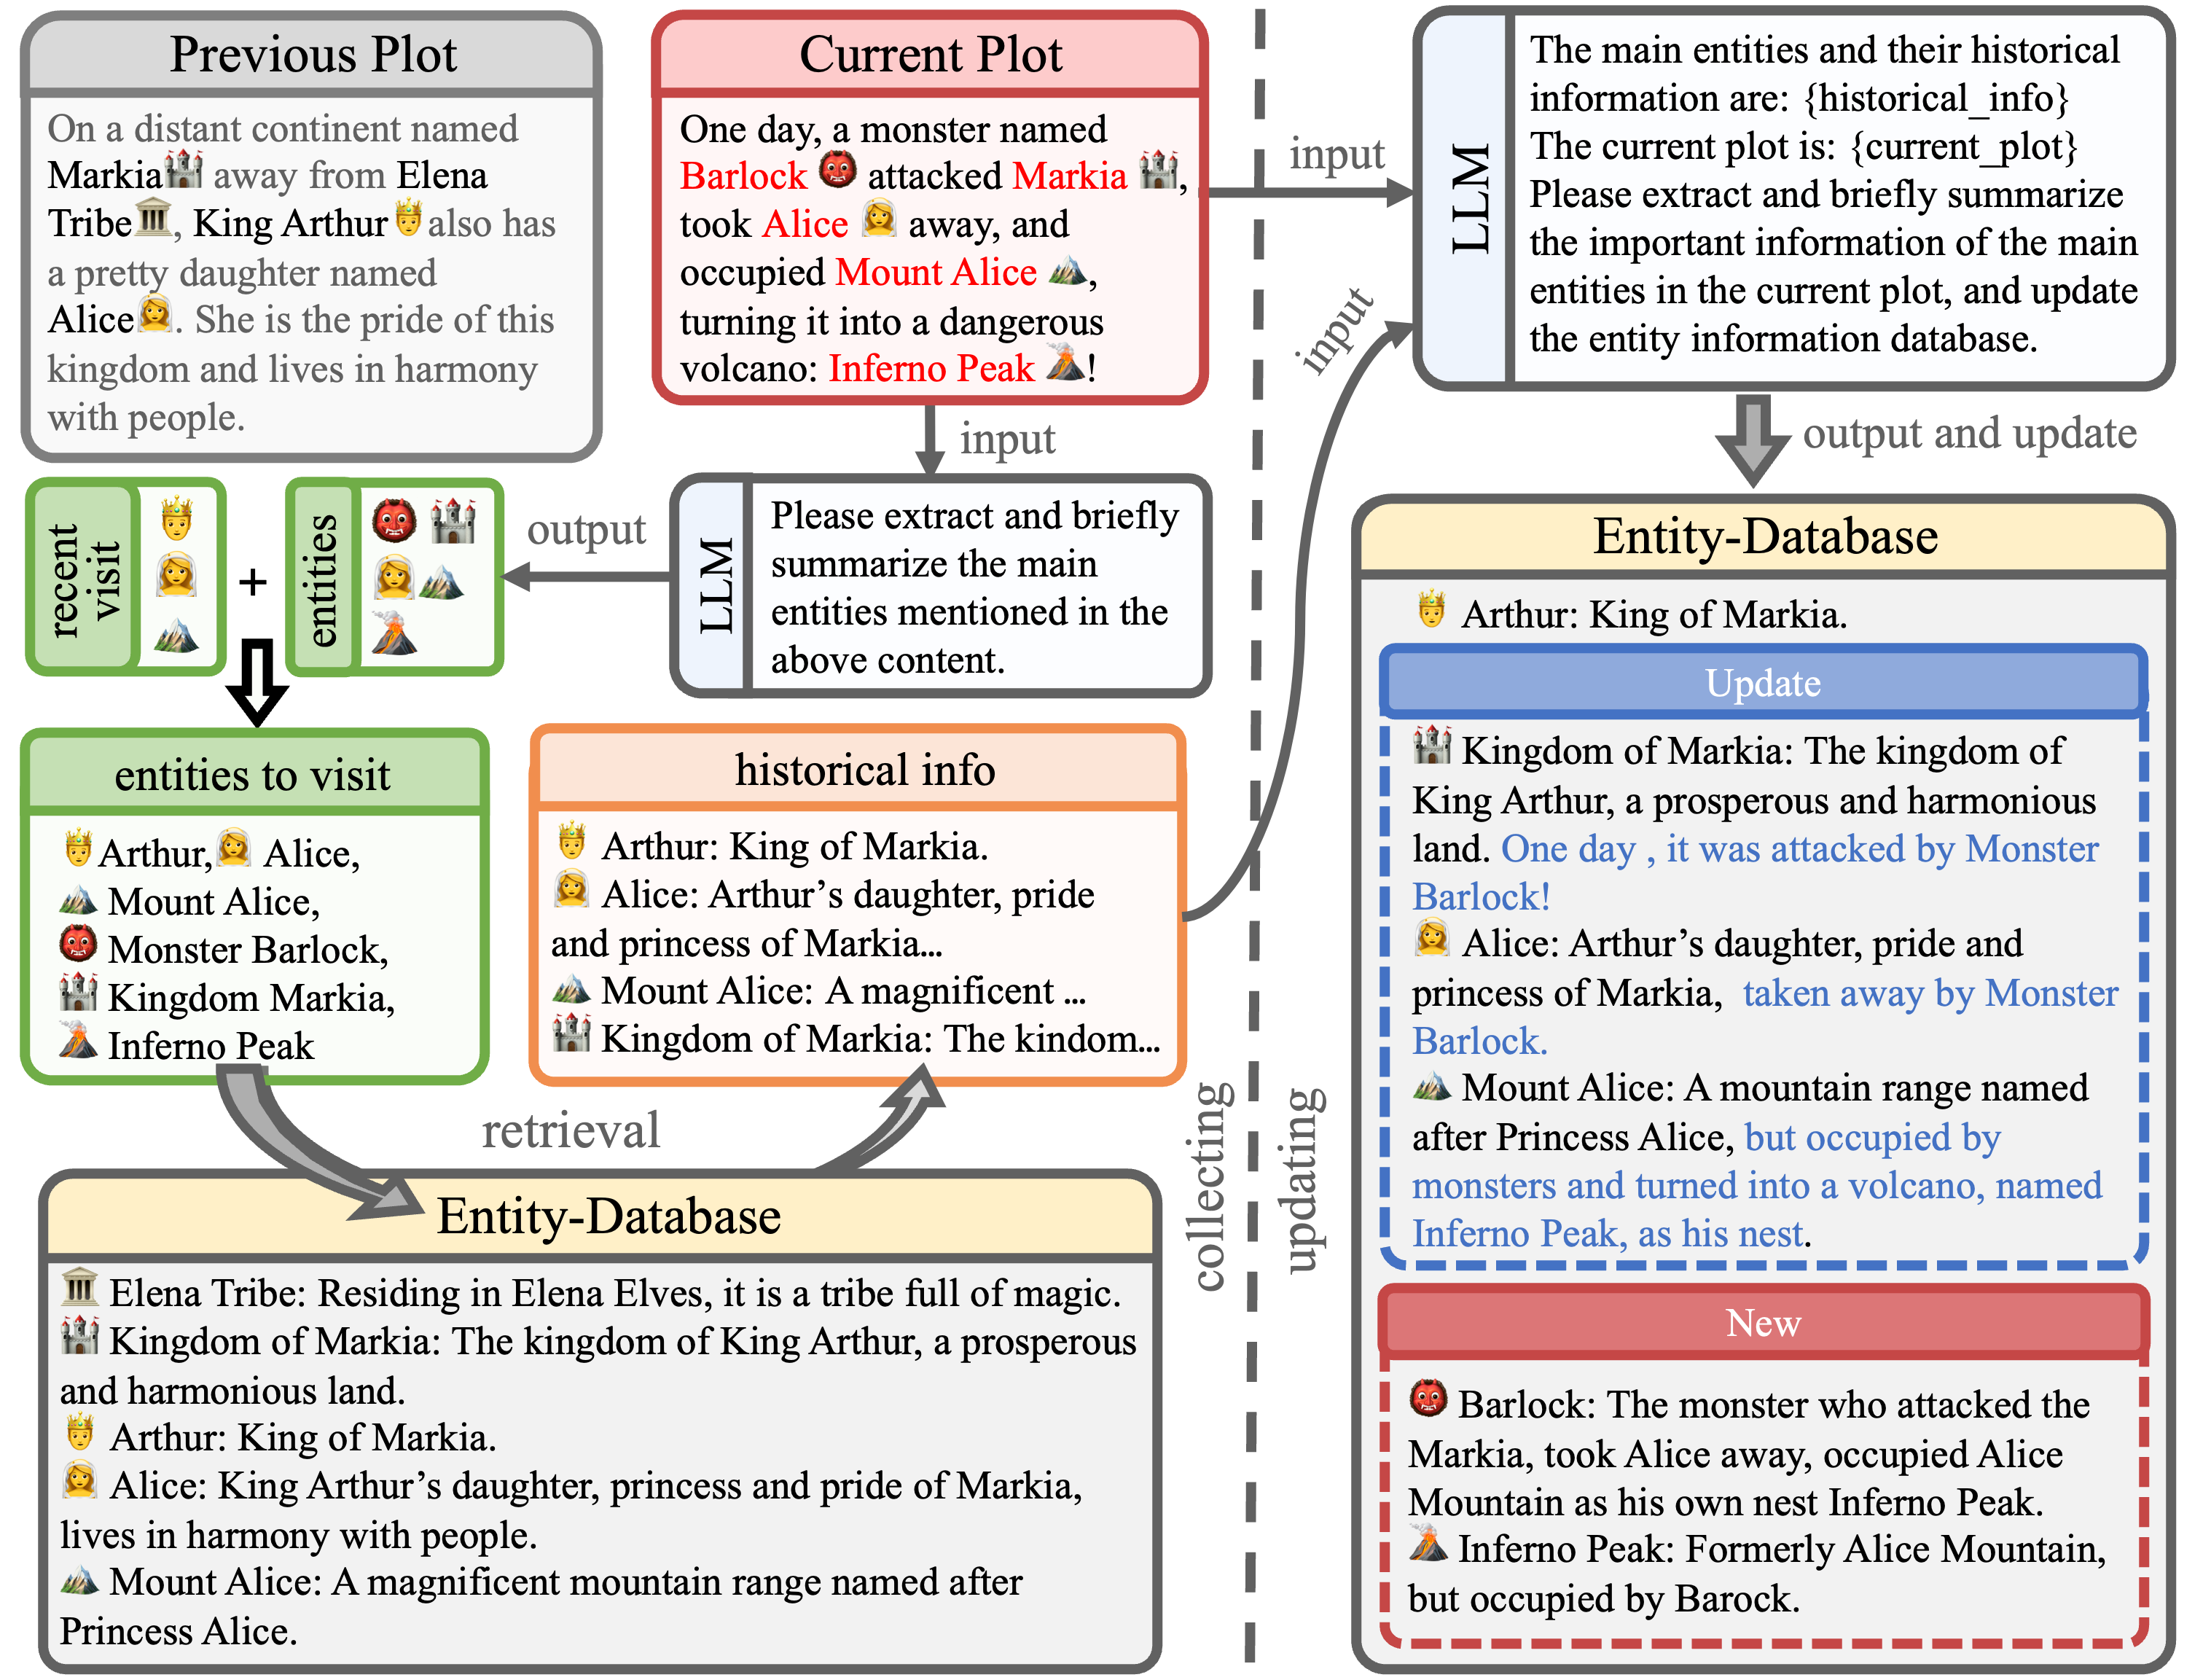 Previous Plot
On a distant continent named
Markia away from Elena
Tribe, King Arthur also has
a pretty daughter named
Alice. She is the pride of this
kingdom and lives in harmony
with people.
Current Plot
One day, a monster named
Barlock attacked Markia,
took Alice away, and
occupied Mount Alice,
turning it into a dangerous
volcano: Inferno Peak!
input
input
input
LLM
The main entities and their historical
information are: {historical_info}
The current plot is: {current_plot}
Please extract and briefly summarize
the important information of the main
entities in the current plot, and update
the entity information database.
output and update
recent
visit
+
entities
output
LLM
Please extract and briefly
summarize the main
entities mentioned in the
above content.
entities to visit
Arthur, Alice,
Mount Alice,
Monster Barlock,
Kingdom Markia,
Inferno Peak
historical info
Arthur: King of Markia.
Alice: Arthur’s daughter, pride
and princess of Markia...
Mount Alice: A magnificent ...
Kingdom of Markia: The kindom...
retrieval
collecting
updating
Entity-Database
Elena Tribe: Residing in Elena Elves, it is a tribe full of magic.
Kingdom of Markia: The kingdom of King Arthur, a prosperous
and harmonious land.
Arthur: King of Markia.
Alice: King Arthur’s daughter, princess and pride of Markia,
lives in harmony with people.
Mount Alice: A magnificent mountain range named after
Princess Alice.
Entity-Database
Arthur: King of Markia.
Update
Kingdom of Markia: The kingdom of
King Arthur, a prosperous and harmonious
land. One day , it was attacked by Monster
Barlock!
Alice: Arthur’s daughter, pride and
princess of Markia, taken away by Monster
Barlock.
Mount Alice: A mountain range named
after Princess Alice, but occupied by
monsters and turned into a volcano, named
Inferno Peak, as his nest.
New
Barlock: The monster who attacked the
Markia, took Alice away, occupied Alice
Mountain as his own nest Inferno Peak.
Inferno Peak: Formerly Alice Mountain,
but occupied by Barock.